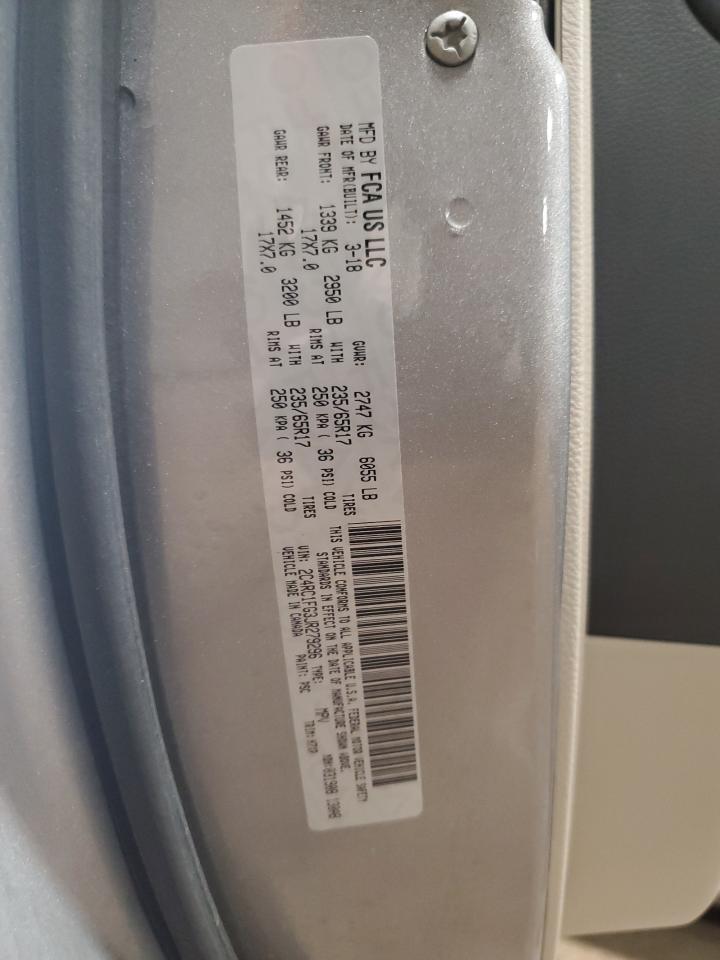 MFD BY FCA US LLC
DATE OF MFR(BUILT): 3-18 GVWR: 2747 KG 6055 LB
GAWR FRONT: 1339 KG 2950 LB WITH 235/65R17 TIRES
17X7.0 RIMS AT 250 KPA ( 36 PSI) COLD
GAWR REAR: 1452 KG 3200 LB WITH 235/65R17 TIRES
17X7.0 RIMS AT 250 KPA ( 36 PSI) COLD
THIS VEHICLE CONFORMS TO ALL APPLICABLE U.S.A. FEDERAL MOTOR VEHICLE SAFETY
STANDARDS IN EFFECT ON THE DATE OF MANUFACTURE SHOWN ABOVE.
VIN: 2C4RC1FG3JR279296 TYPE: MPV
VEHICLE MADE IN CANADA PAINT: PSC